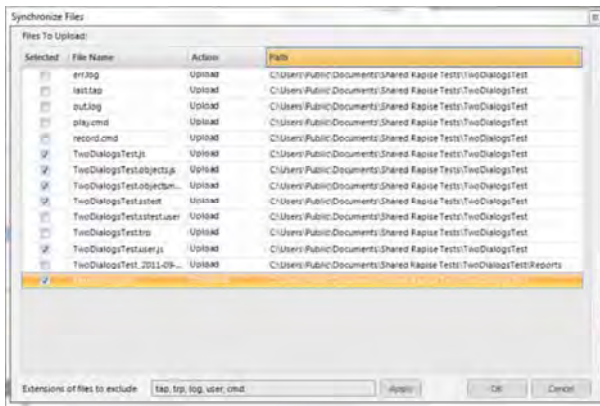 Synchronize Files
Files To Upload:
Selected File Name Action Path
err.log Upload C:\Users\Public\Documents\Shared Rapise Tests\TwoDialogsTest
last.tap Upload C:\Users\Public\Documents\Shared Rapise Tests\TwoDialogsTest
out.log Upload C:\Users\Public\Documents\Shared Rapise Tests\TwoDialogsTest
play.cmd Upload C:\Users\Public\Documents\Shared Rapise Tests\TwoDialogsTest
record.cmd Upload C:\Users\Public\Documents\Shared Rapise Tests\TwoDialogsTest
TwoDialogsTest.js Upload C:\Users\Public\Documents\Shared Rapise Tests\TwoDialogsTest
TwoDialogsTest.objects.js Upload C:\Users\Public\Documents\Shared Rapise Tests\TwoDialogsTest
TwoDialogsTest.objects.m... Upload C:\Users\Public\Documents\Shared Rapise Tests\TwoDialogsTest
TwoDialogsTest.sstest Upload C:\Users\Public\Documents\Shared Rapise Tests\TwoDialogsTest
TwoDialogsTest.sstest.user Upload C:\Users\Public\Documents\Shared Rapise Tests\TwoDialogsTest
TwoDialogsTest.trp Upload C:\Users\Public\Documents\Shared Rapise Tests\TwoDialogsTest
TwoDialogsTest.user.js Upload C:\Users\Public\Documents\Shared Rapise Tests\TwoDialogsTest
TwoDialogsTest_2011-09-... Upload C:\Users\Public\Documents\Shared Rapise Tests\TwoDialogsTest\Reports
Extensions of files to exclude tap, trp, log, user, cmd Apply OK Cancel